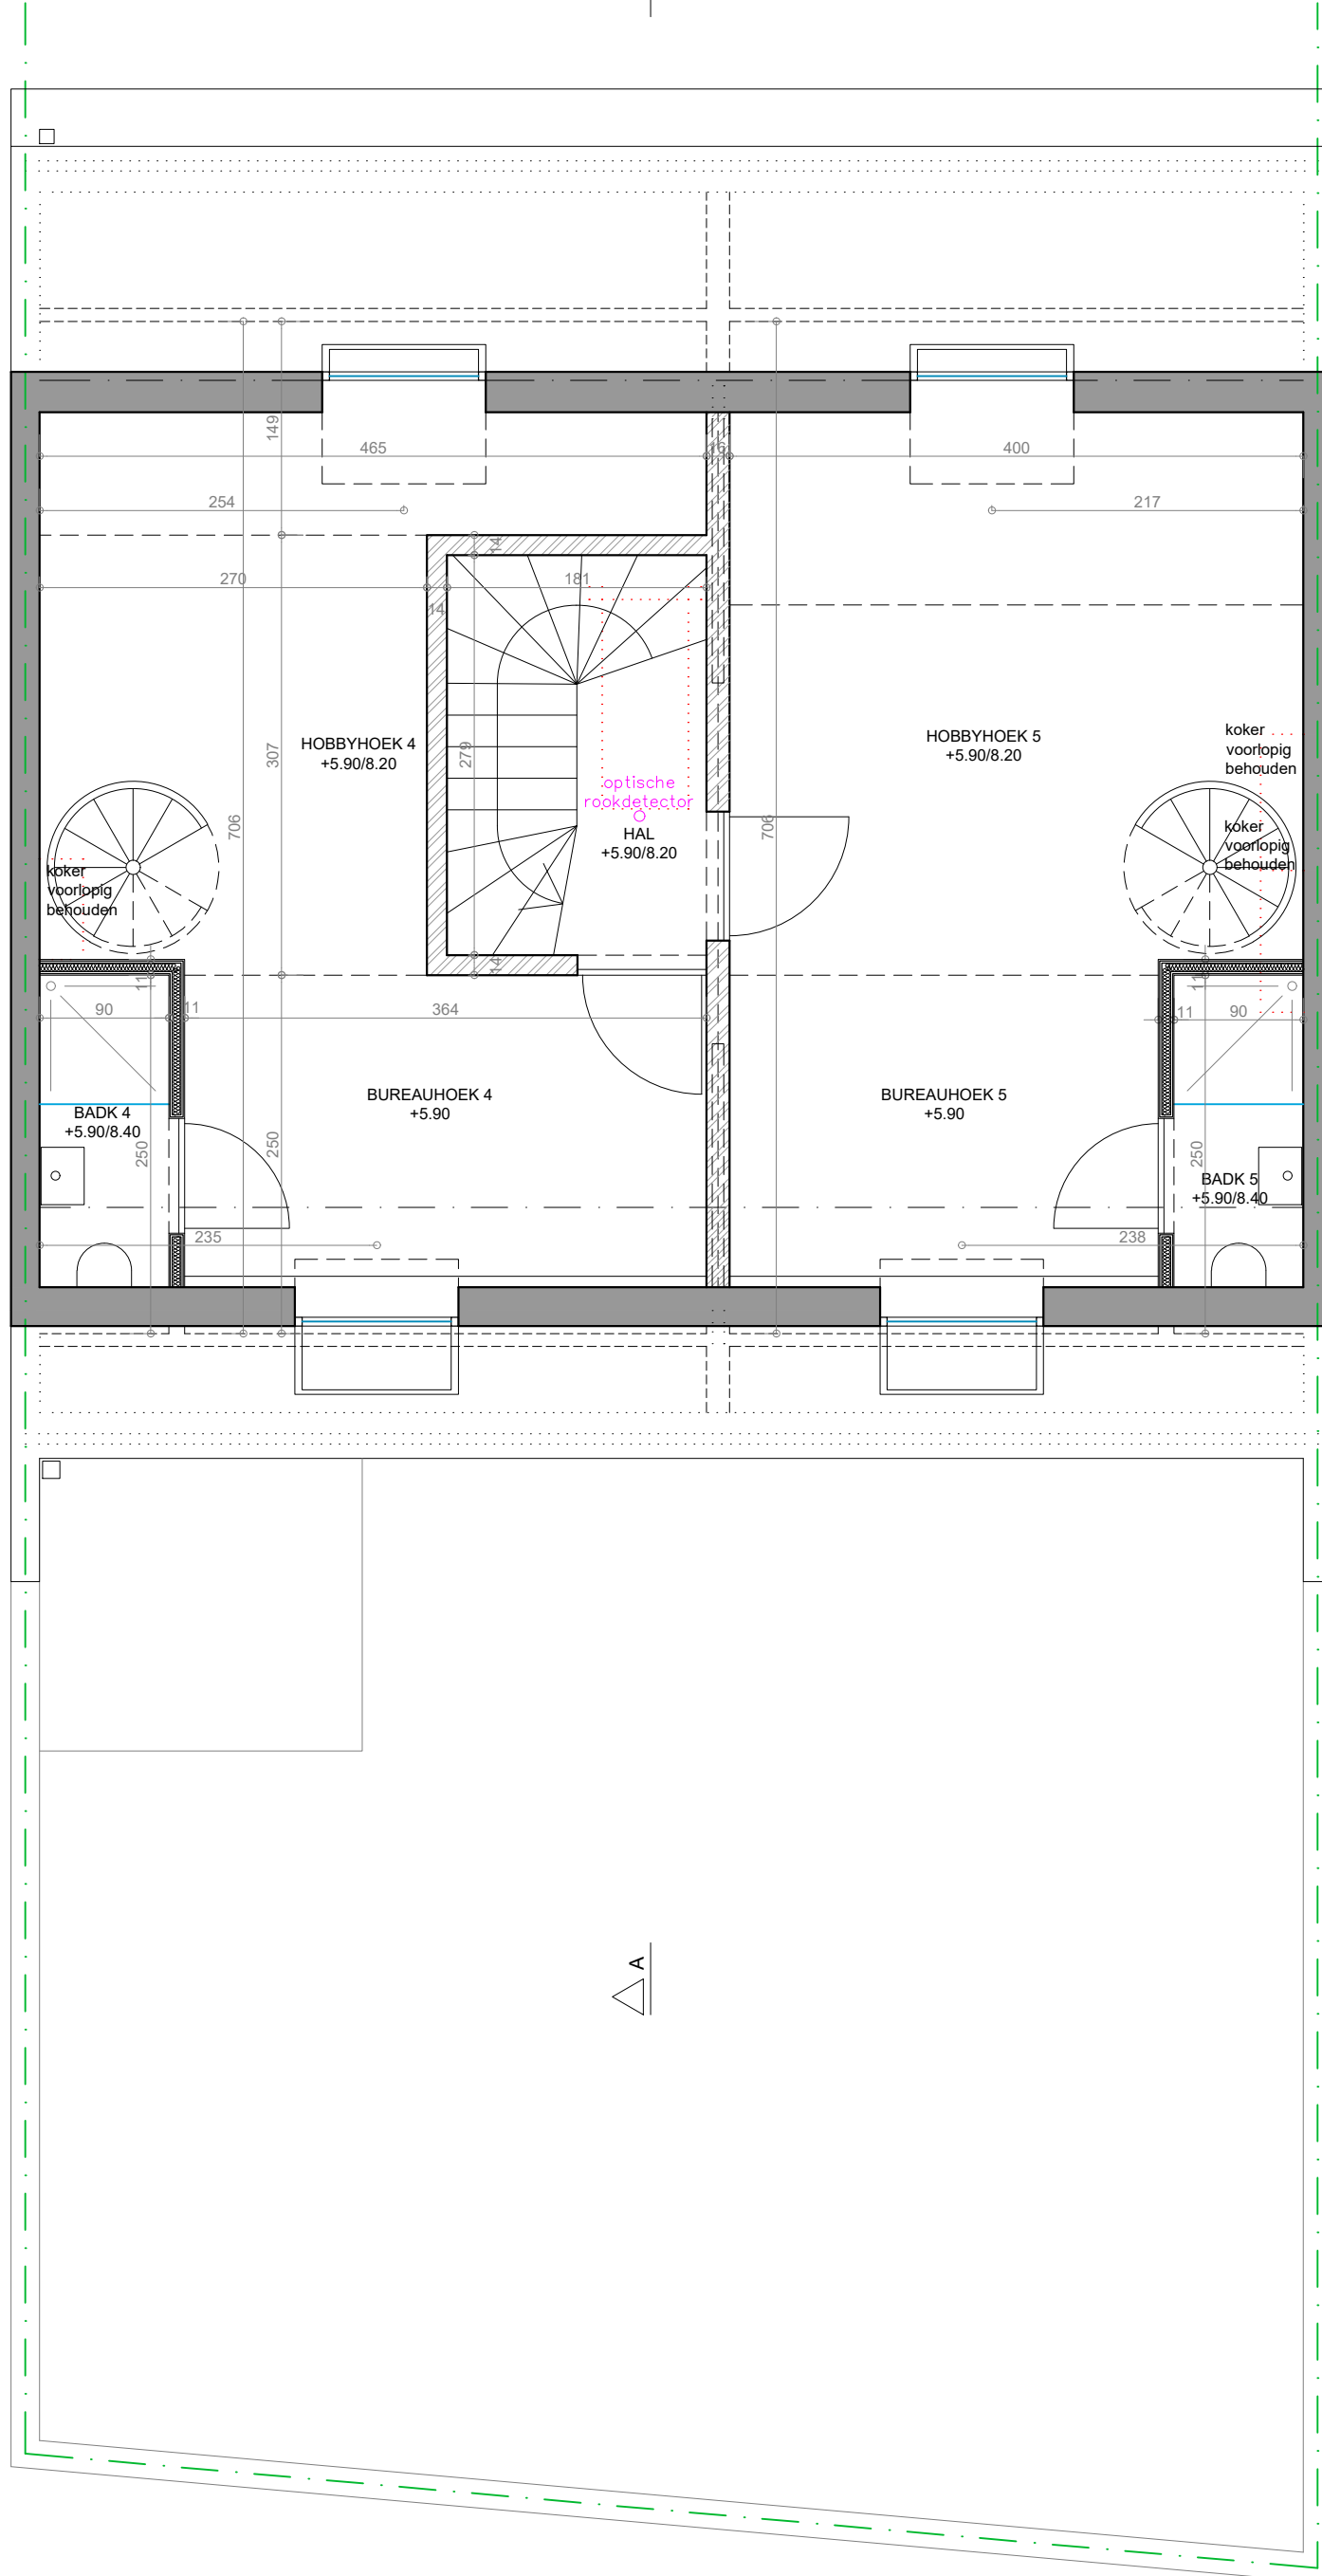 149
465
16
400
254
217
14
270
181
14
koker
voorlopig
behouden
HOBBYHOEK 4
+5.90/8.20
HOBBYHOEK 5
+5.90/8.20
307
279
optische
rookdetector
HAL
+5.90/8.20
706
706
koker
voorlopig
behouden
koker
voorlopig
behouden
14
11
11
90
11
364
11
90
BUREAUHOEK 4
+5.90
BUREAUHOEK 5
+5.90
BADK 4
+5.90/8.40
250
250
250
BADK 5
+5.90/8.40
235
238
A